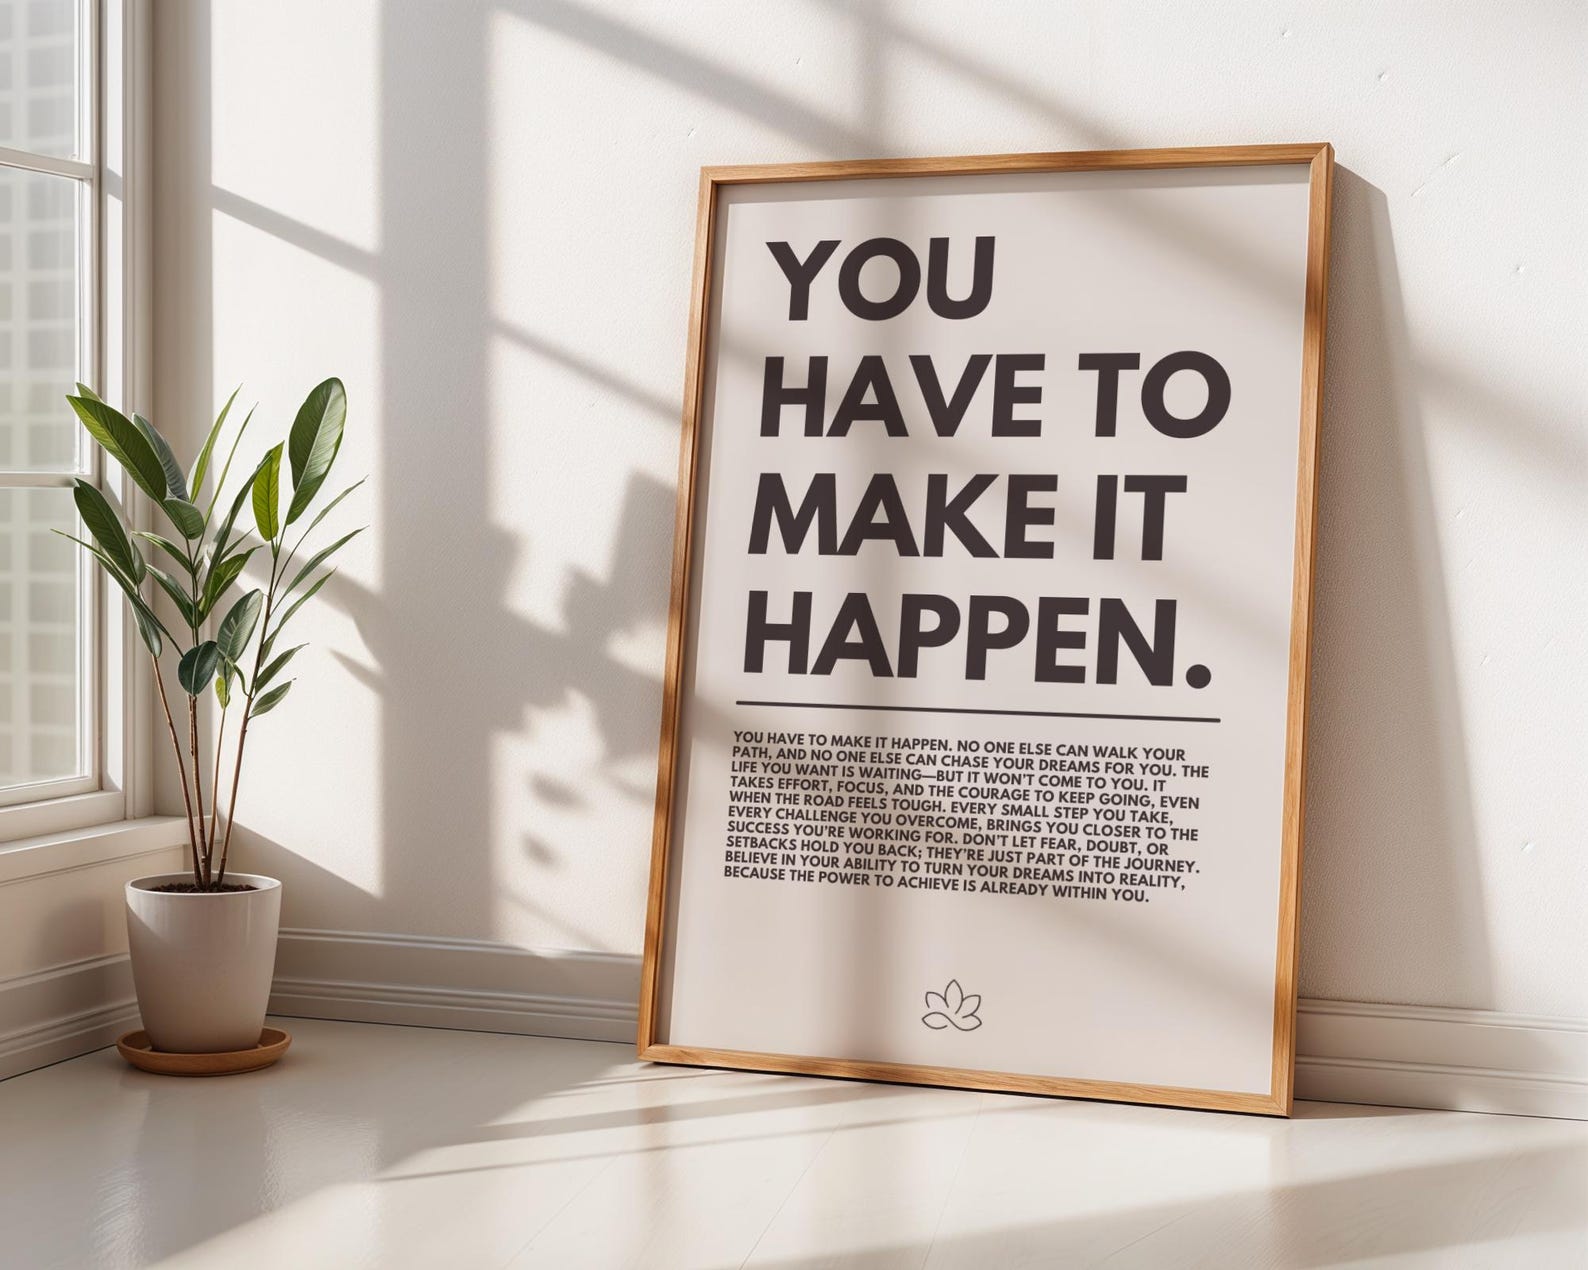 YOU
HAVE TO
MAKE IT
HAPPEN.
YOU HAVE TO MAKE IT HAPPEN. NO ONE ELSE CAN WALK YOUR
PATH, AND NO ONE ELSE CAN CHASE YOUR DREAMS FOR YOU. THE
LIFE YOU WANT IS WAITING—BUT IT WON'T COME TO YOU. IT
TAKES EFFORT, FOCUS, AND THE COURAGE TO KEEP GOING, EVEN
WHEN THE ROAD FEELS TOUGH. EVERY SMALL STEP YOU TAKE,
EVERY CHALLENGE YOU OVERCOME, BRINGS YOU CLOSER TO THE
SUCCESS YOU'RE WORKING FOR. DON'T LET FEAR, DOUBT, OR
SETBACKS HOLD YOU BACK; THEY'RE JUST PART OF THE JOURNEY.
BELIEVE IN YOUR ABILITY TO TURN YOUR DREAMS INTO REALITY,
BECAUSE THE POWER TO ACHIEVE IS ALREADY WITHIN YOU.